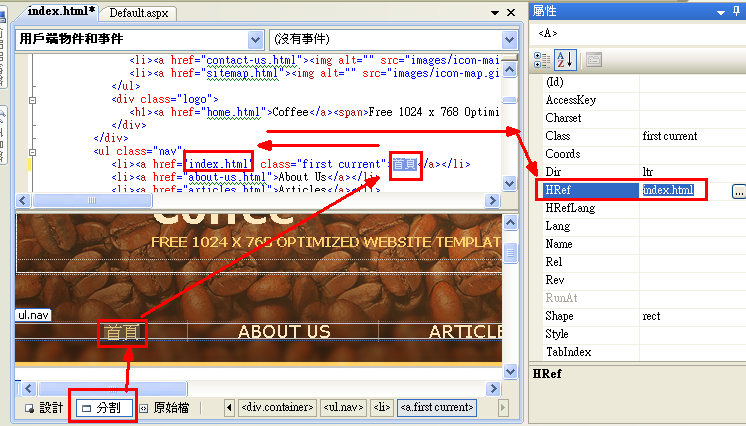 index.html* Default.aspx
用戶端物件和事件 (沒有事件)
<li><a href="contact-us.html"><img alt="" src="images/icon-mai
<li><a href="sitemap.html"><img alt="" src="images/icon-map.gi
</ul>
<div class="logo">
<h1><a href="home.html">Coffee</a><span>Free 1024 x 768 Optimi
</div>
</div>
<ul class="nav">
<li><a href="index.html" class="first current">首頁</a></li>
<li><a href="about-us.html">About Us</a></li>
<li><a href="articles.html">Articles</a></li>
Coffee
FREE 1024 X 768 OPTIMIZED WEBSITE TEMPLAT
ul.nav
首頁 ABOUT US ARTICLE
設計 分割 原始檔 <div.container> <ul.nav> <li> <a.first current>
屬性
<A>
(Id)
AccessKey
Charset
Class first current
Coords
Dir ltr
HRef index.html ...
HRefLang
Lang
Name
Rel
Rev
RunAt
Shape rect
Style
TabIndex
HRef